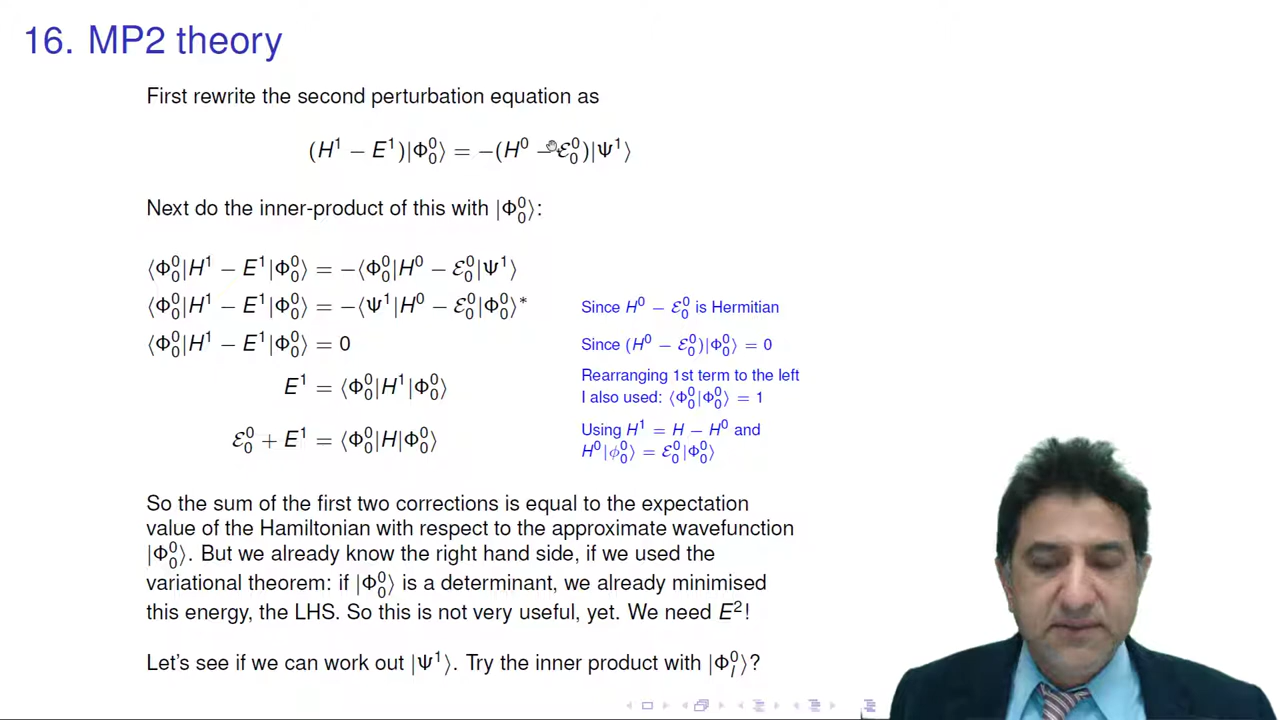 16. MP2 theory
First rewrite the second perturbation equation as
(H¹ − E¹)|Φ₀⁰⟩ = −(H⁰ − ℰ₀⁰)|Ψ¹⟩
Next do the inner-product of this with |Φ₀⁰⟩:
⟨Φ₀⁰|H¹ − E¹|Φ₀⁰⟩ = −⟨Φ₀⁰|H⁰ − ℰ₀⁰|Ψ¹⟩
⟨Φ₀⁰|H¹ − E¹|Φ₀⁰⟩ = −⟨Ψ¹|H⁰ − ℰ₀⁰|Φ₀⁰⟩* Since H⁰ − ℰ₀⁰ is Hermitian
⟨Φ₀⁰|H¹ − E¹|Φ₀⁰⟩ = 0 Since (H⁰ − ℰ₀⁰)|Φ₀⁰⟩ = 0
E¹ = ⟨Φ₀⁰|H¹|Φ₀⁰⟩ Rearranging 1st term to the left
I also used: ⟨Φ₀⁰|Φ₀⁰⟩ = 1
ℰ₀⁰ + E¹ = ⟨Φ₀⁰|H|Φ₀⁰⟩ Using H¹ = H − H⁰ and
H⁰|ϕ₀⁰⟩ = ℰ₀⁰|Φ₀⁰⟩
So the sum of the first two corrections is equal to the expectation
value of the Hamiltonian with respect to the approximate wavefunction
|Φ₀⁰⟩. But we already know the right hand side, if we used the
variational theorem: if |Φ₀⁰⟩ is a determinant, we already minimised
this energy, the LHS. So this is not very useful, yet. We need E²!
Let's see if we can work out |Ψ¹⟩. Try the inner product with |Φ_I⁰⟩?